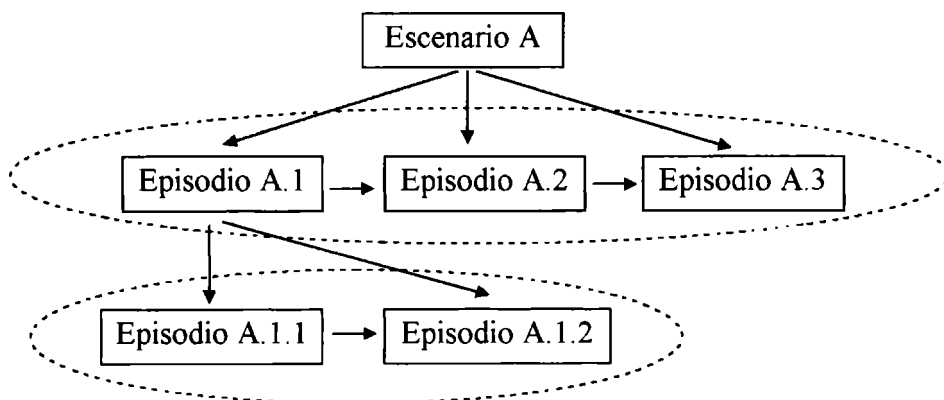 Escenario A
Episodio A.1
Episodio A.2
Episodio A.3
Episodio A.1.1
Episodio A.1.2